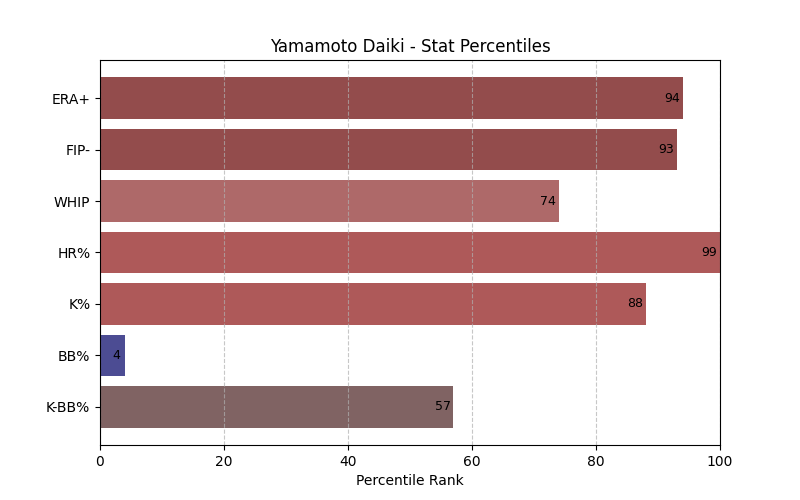 Yamamoto Daiki - Stat Percentiles
ERA+ 94
FIP- 93
WHIP 74
HR% 99
K% 88
BB% 4
K-BB% 57
0 20 40 60 80 100
Percentile Rank